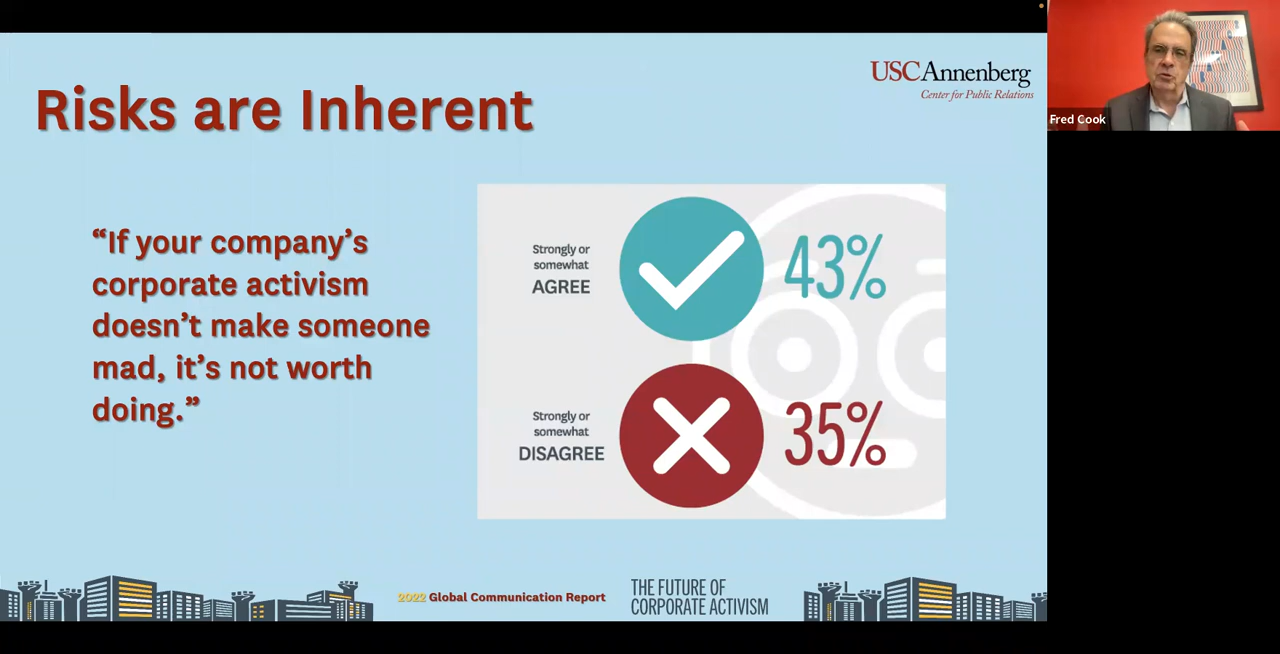 Risks are Inherent
USC Annenberg
Center for Public Relations
Fred Cook
“If your company’s
corporate activism
doesn’t make someone
mad, it’s not worth
doing.”
Strongly or
somewhat
AGREE
43%
Strongly or
somewhat
DISAGREE
35%
2022 Global Communication Report
THE FUTURE OF
CORPORATE ACTIVISM